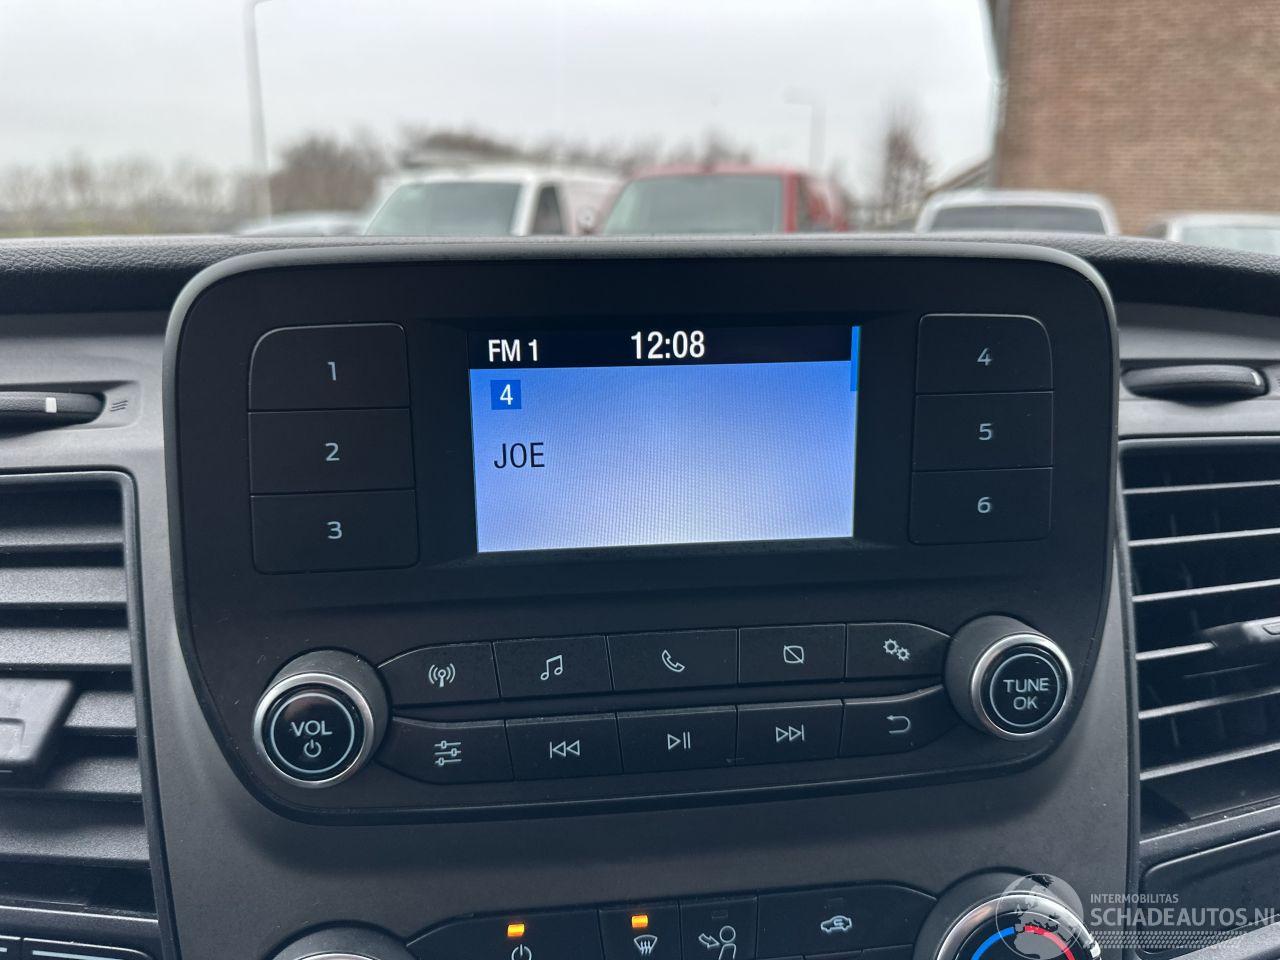 FM 1 12:08
4
JOE
1
2
3
4
5
6
VOL
TUNE
OK
INTERMOBILITAS
SCHADEAUTOS.NL